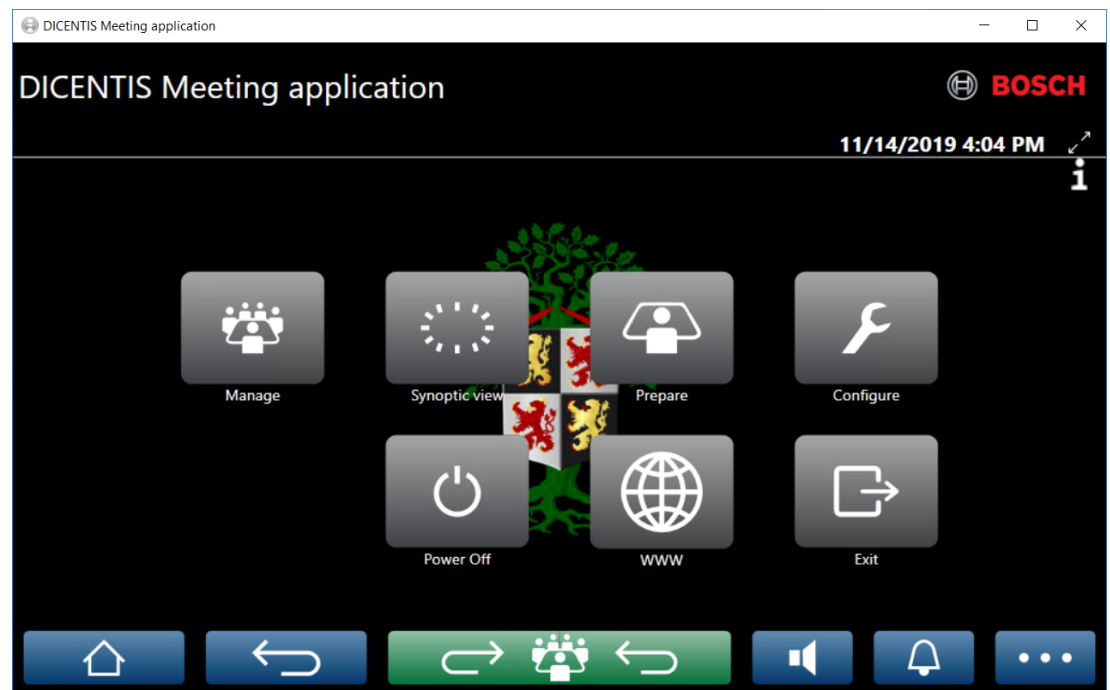 DICENTIS Meeting application
DICENTIS Meeting application
BOSCH
11/14/2019 4:04 PM
i
Manage
Synoptic view
Prepare
Configure
Power Off
WWW
Exit